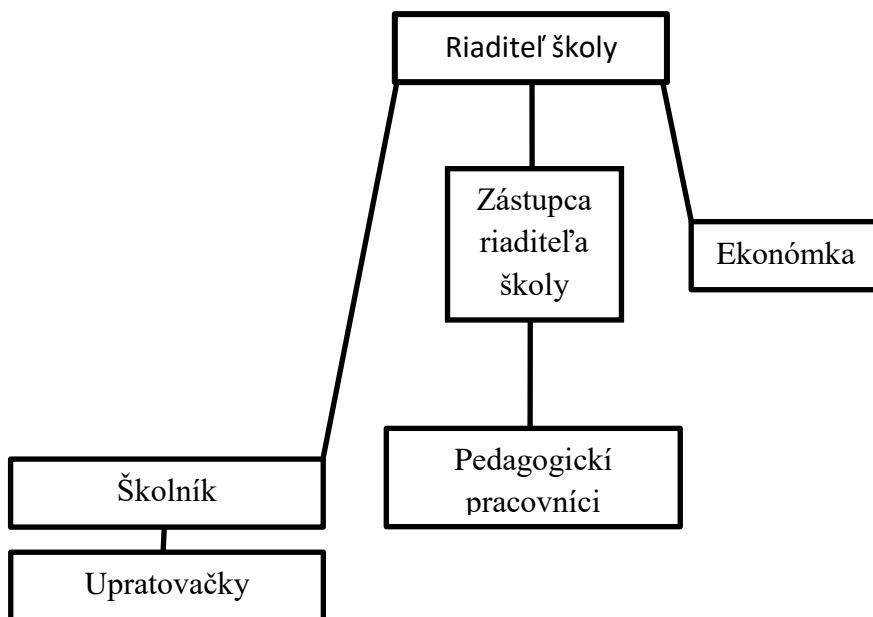 Riaditeľ školy
Zástupca
riaditeľa
školy
Ekonómka
Pedagogickí
pracovníci
Školník
Upratovačky